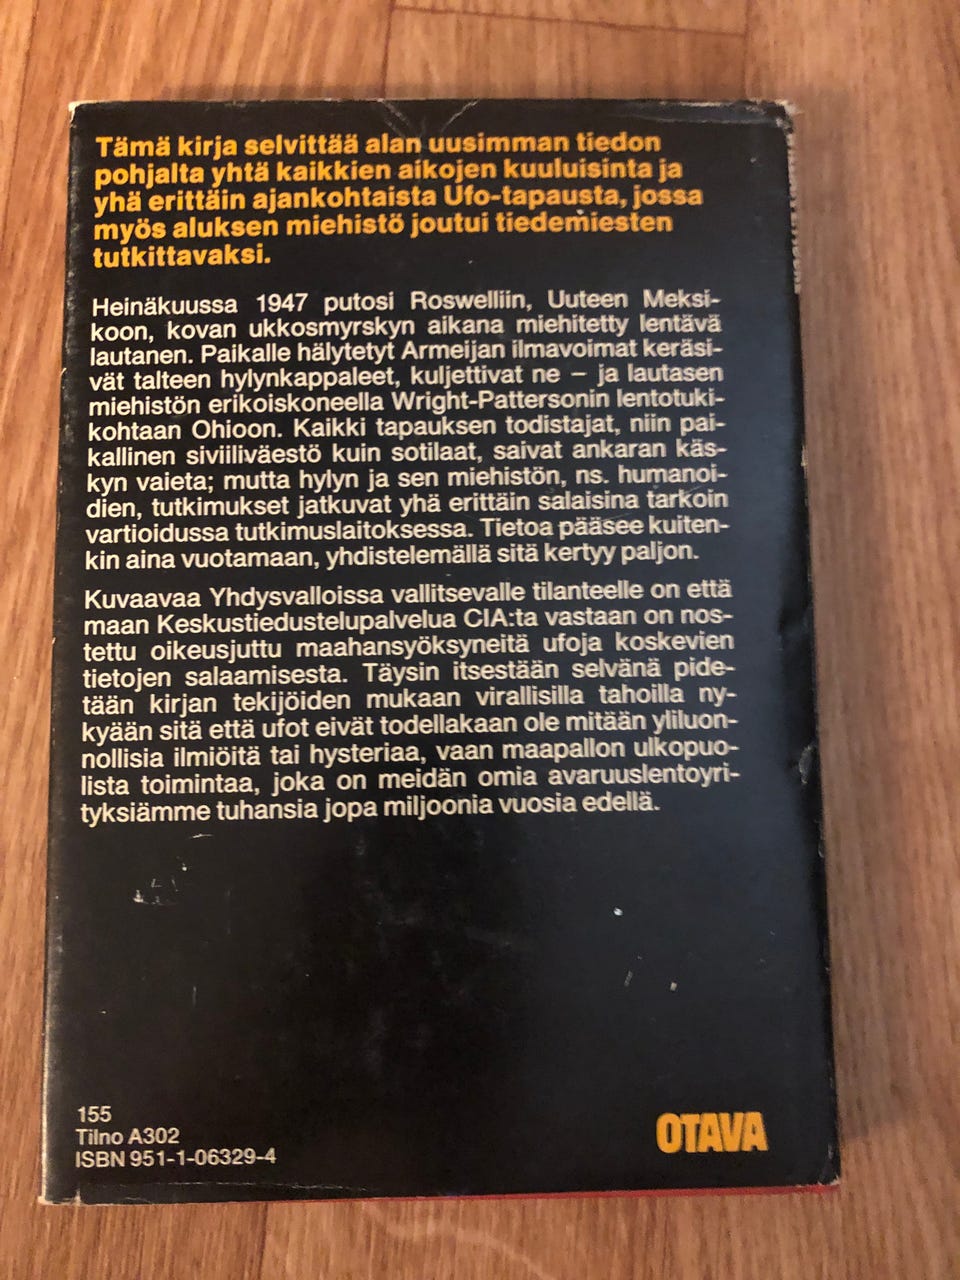 Tämä kirja selvittää alan uusimman tiedon
pohjalta yhtä kaikkien aikojen kuuluisinta ja
yhä erittäin ajankohtaista Ufo-tapausta, jossa
myös aluksen miehistö joutui tiedemiesten
tutkittavaksi.
Heinäkuussa 1947 putosi Roswelliin, Uuteen Meksi-
koon, kovan ukkosmyrskyn aikana miehitetty lentävä
lautanen. Paikalle hälytetyt Armeijan ilmavoimat keräsi-
vät talteen hylynkappaleet, kuljettivat ne – ja lautasen
miehistön erikoiskoneella Wright-Pattersonin lentotuki-
kohtaan Ohioon. Kaikki tapauksen todistajat, niin pai-
kallinen siviiliväestö kuin sotilaat, saivat ankaran käs-
kyn vaieta; mutta hylyn ja sen miehistön, ns. humanoi-
dien, tutkimukset jatkuvat yhä erittäin salaisina tarkoin
vartioidussa tutkimuslaitoksessa. Tietoa pääsee kuiten-
kin aina vuotamaan, yhdistelemällä sitä kertyy paljon.
Kuvaavaa Yhdysvalloissa vallitsevalle tilanteelle on että
maan Keskustiedustelupalvelua CIA:ta vastaan on nos-
tettu oikeusjuttu maahansyöksyneitä ufoja koskevien
tietojen salaamisesta. Täysin itsestään selvänä pide-
tään kirjan tekijöiden mukaan virallisilla tahoilla ny-
kyään sitä että ufot eivät todellakaan ole mitään yliluon-
nollisia ilmiöitä tai hysteriaa, vaan maapallon ulkopuo-
lista toimintaa, joka on meidän omia avaruuslentoyri-
tyksiämme tuhansia jopa miljoonia vuosia edellä.
155
Tilno A302
ISBN 951-1-06329-4
OTAVA